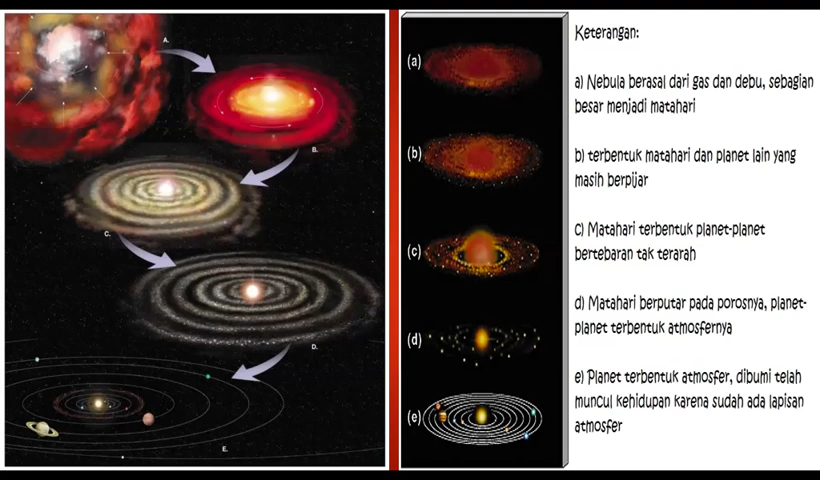 A.
B.
C.
D.
E.
(a)
(b)
(c)
(d)
(e)
Keterangan:
a) Nebula berasal dari gas dan debu, sebagian
besar menjadi matahari
b) terbentuk matahari dan planet lain yang
masih berpijar
c) Matahari terbentuk planet-planet
bertebaran tak terarah
d) Matahari berputar pada porosnya, planet-
planet terbentuk atmosfernya
e) Planet terbentuk atmosfer, dibumi telah
muncul kehidupan karena sudah ada lapisan
atmosfer